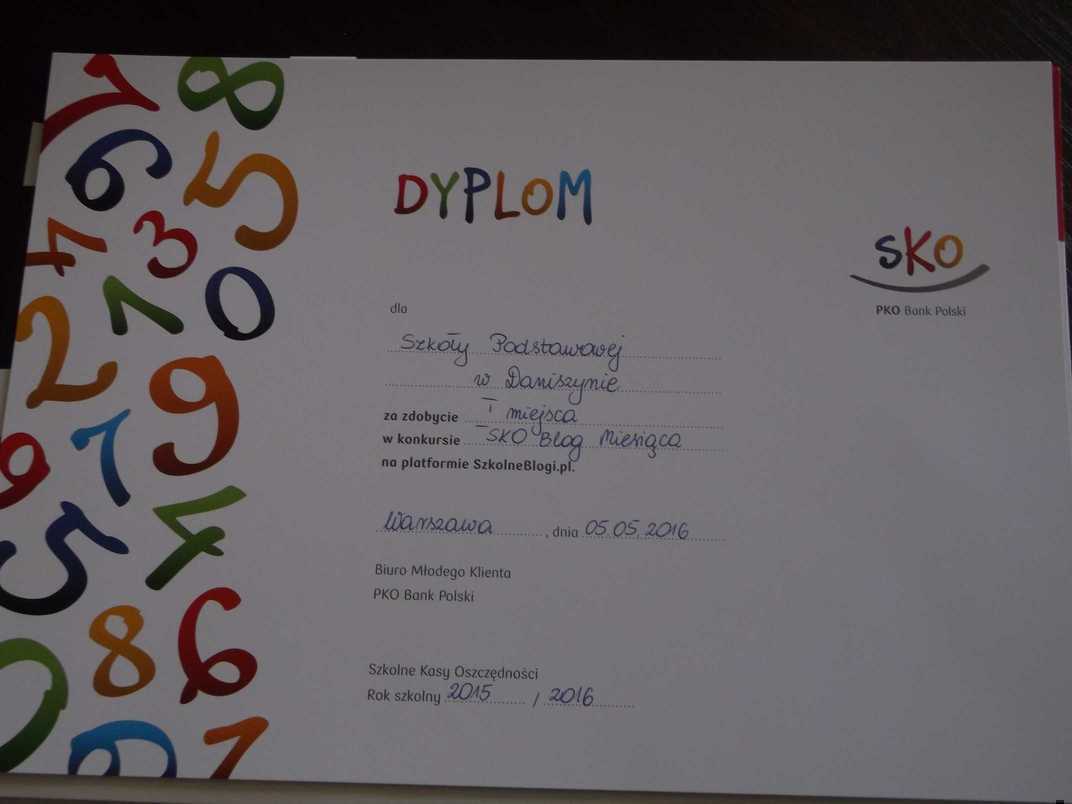 DYPLOM
SKO
PKO Bank Polski
dla
Szkoły Podstawowej
w Daniszynie
za zdobycie I miejsca
w konkursie SKO Blog Miesiąca
na platformie SzkolneBlogi.pl.
Warszawa, dnia 05.05.2016
Biuro Młodego Klienta
PKO Bank Polski
Szkolne Kasy Oszczędności
Rok szkolny 2015 / 2016